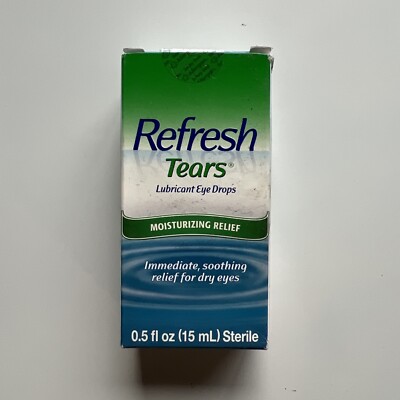 Refresh
Tears®
Lubricant Eye Drops
MOISTURIZING RELIEF
Immediate, soothing
relief for dry eyes
0.5 fl oz (15 mL) Sterile